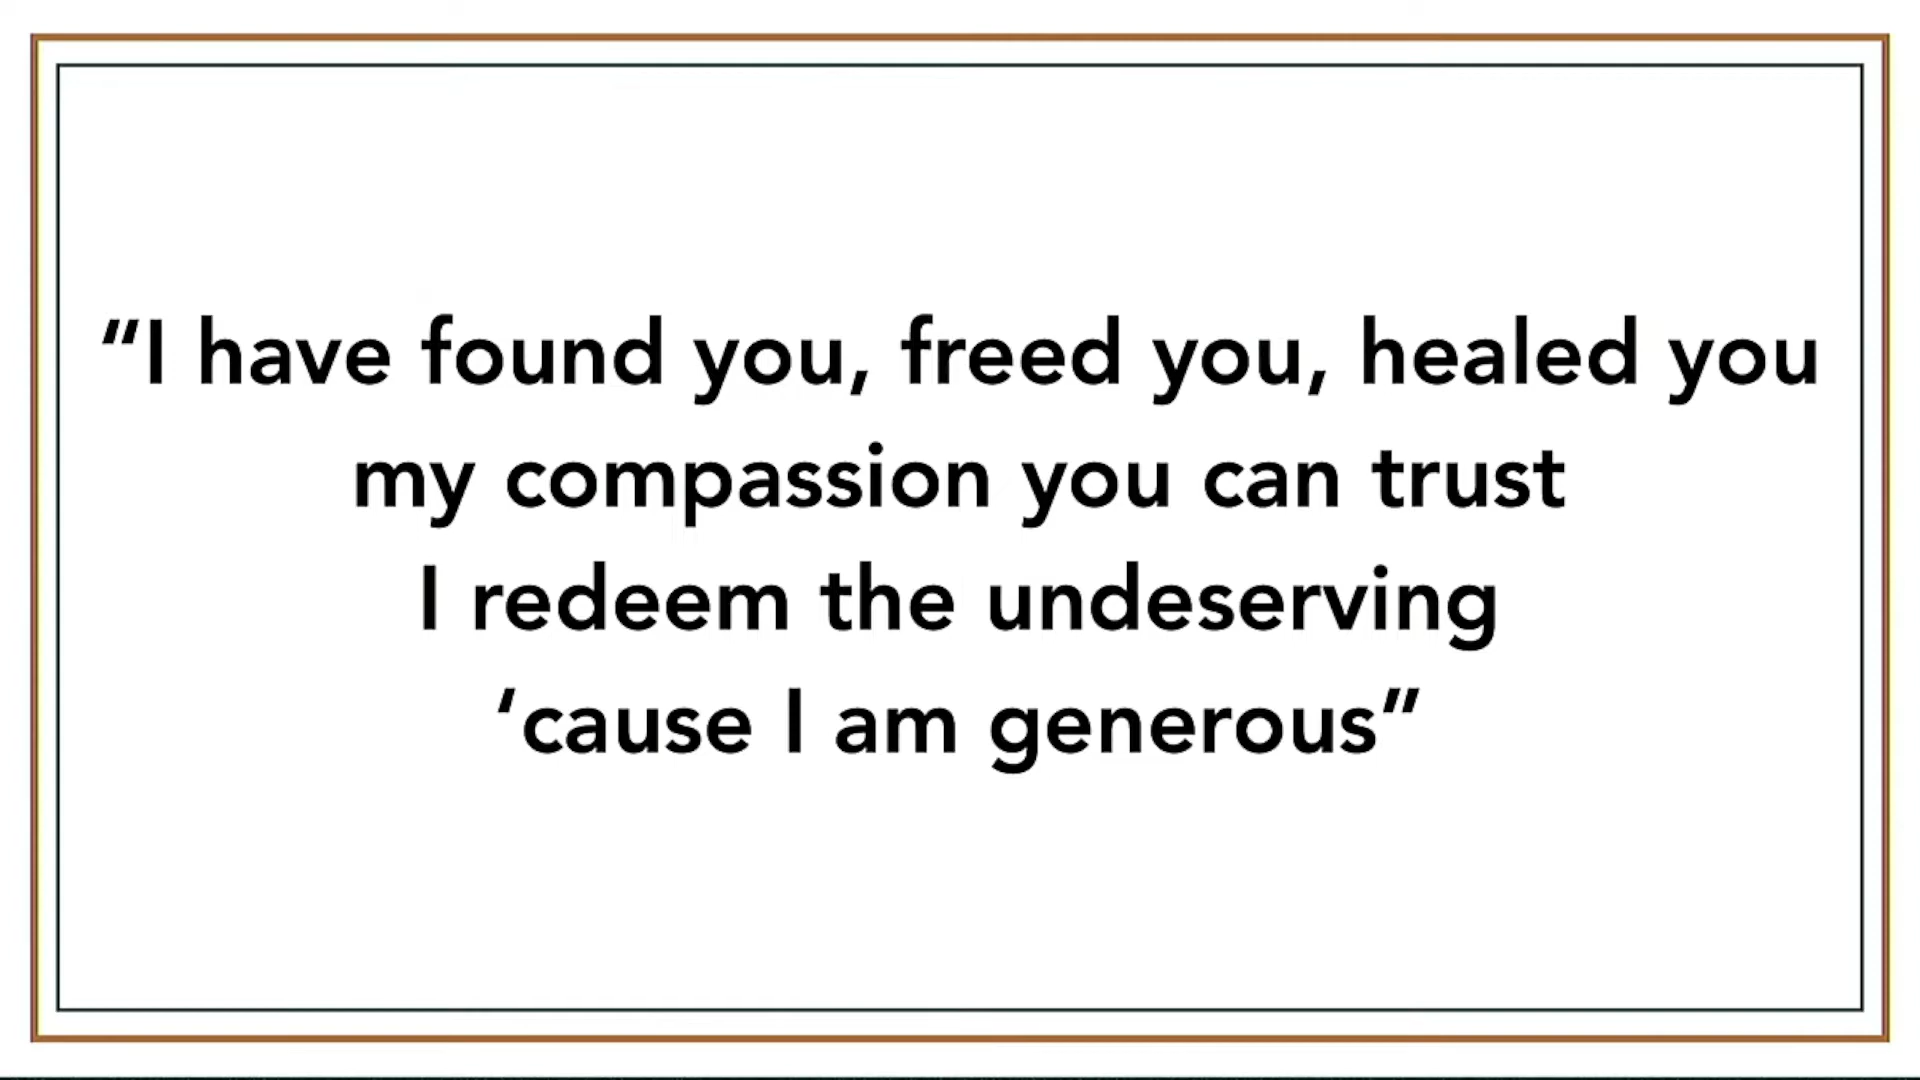 “I have found you, freed you, healed you
my compassion you can trust
I redeem the undeserving
‘cause I am generous”